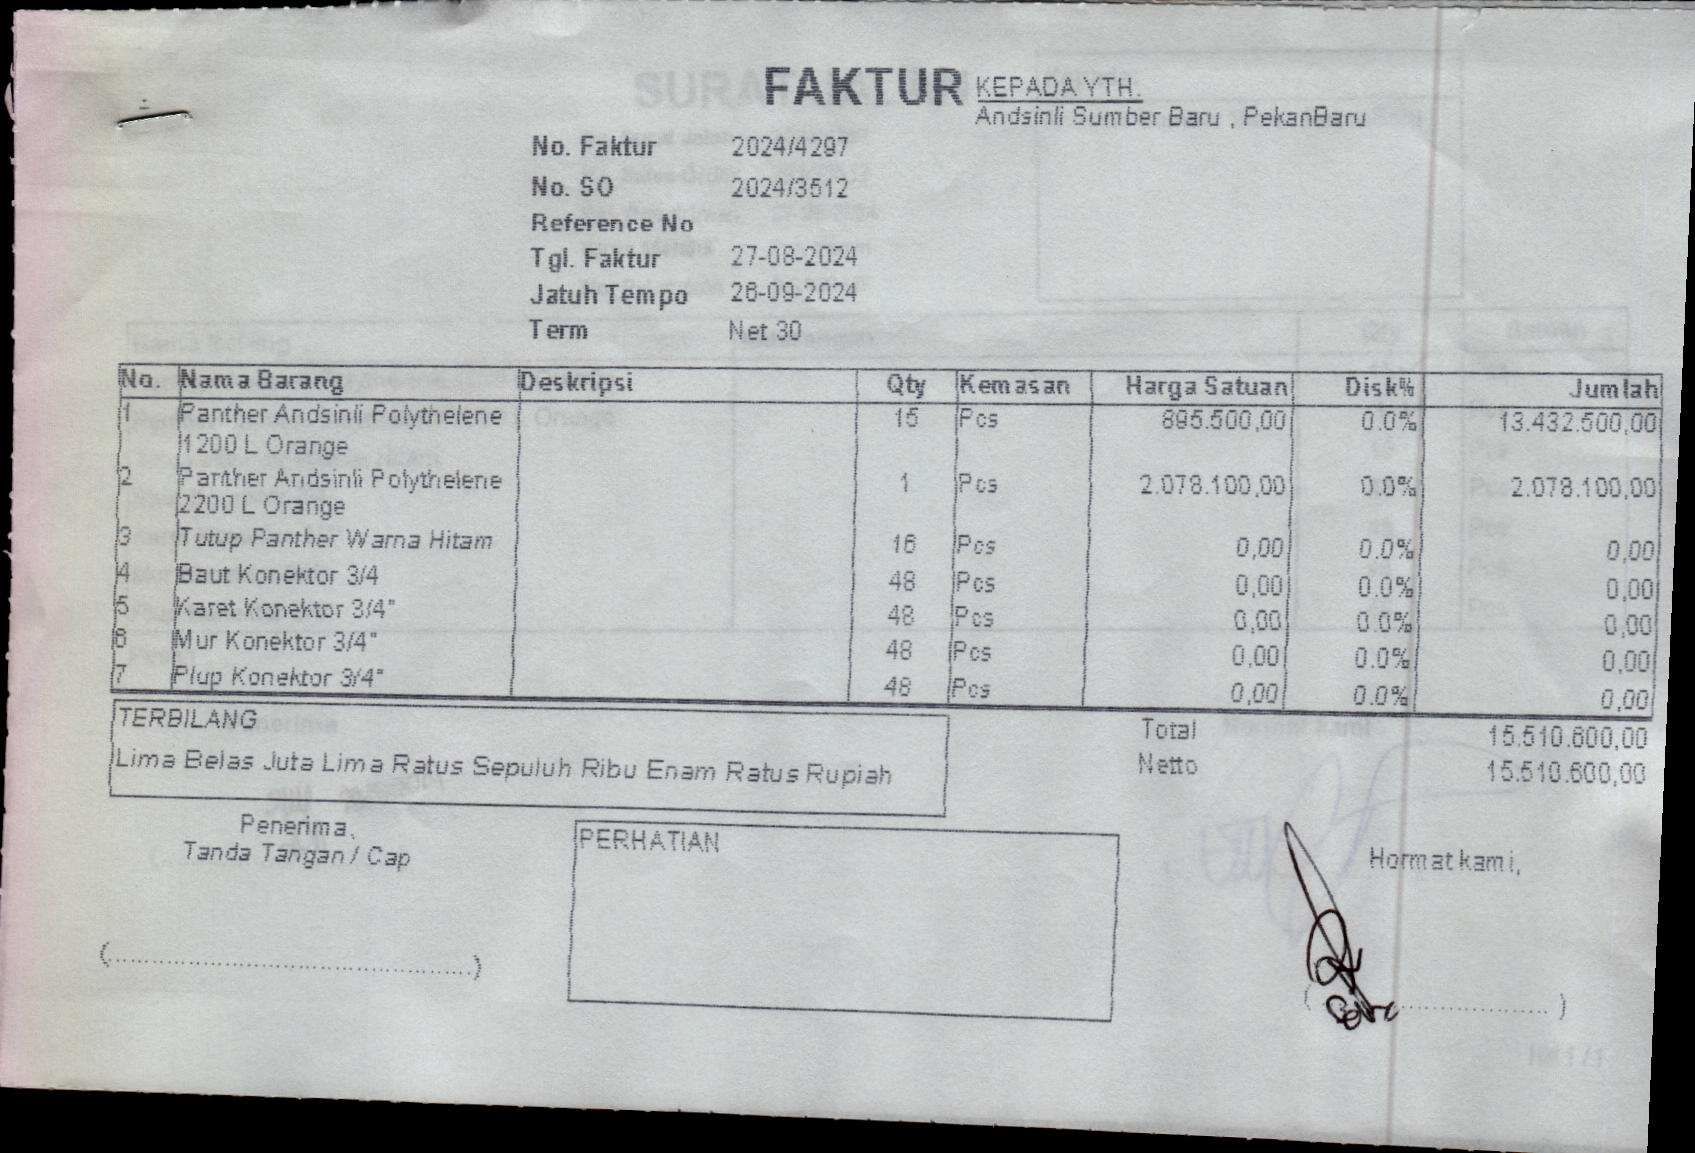 FAKTUR
KEPADA YTH.
Andsinli Sumber Baru , PekanBaru
No. Faktur 2024/4297
No. SO 2024/3512
Reference No
Tgl. Faktur 27-08-2024
Jatuh Tempo 26-09-2024
Term Net 30
No. Nama Barang Deskripsi Qty Kemasan Harga Satuan Disk% Jumlah
1 Panther Andsinli Polythelene 15 Pcs 895.500,00 0.0% 13.432.500,00
1200 L Orange
2 Panther Andsinli Polythelene 1 Pcs 2.078.100,00 0.0% 2.078.100,00
2200 L Orange
3 Tutup Panther Warna Hitam 16 Pcs 0,00 0.0% 0,00
4 Baut Konektor 3/4 48 Pcs 0,00 0.0% 0,00
5 Karet Konektor 3/4" 48 Pcs 0,00 0.0% 0,00
6 Mur Konektor 3/4" 48 Pcs 0,00 0.0% 0,00
7 Plup Konektor 3/4" 48 Pcs 0,00 0.0% 0,00
TERBILANG
Lima Belas Juta Lima Ratus Sepuluh Ribu Enam Ratus Rupiah
Total 15.510.600,00
Netto 15.510.600,00
Penerima,
Tanda Tangan / Cap
PERHATIAN
Hormat kami,
(..................................................)
(..............................)